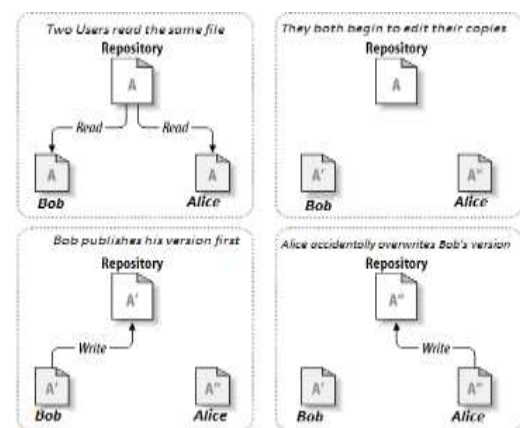 Two Users read the same file
Repository
A
Read Read
A A
Bob Alice
They both begin to edit their copies
Repository
A
A' A"
Bob Alice
Bob publishes his version first
Repository
A'
Write
A' A"
Bob Alice
Alice accidentally overwrites Bob's version
Repository
A"
Write
A' A"
Bob Alice